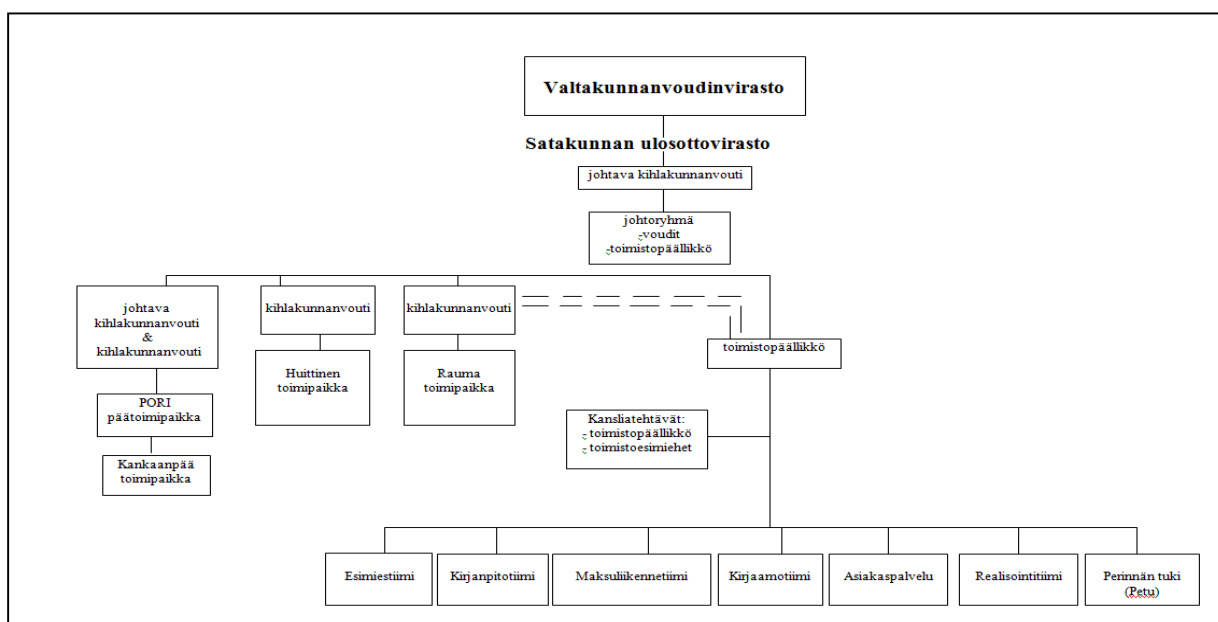 Valtakunnanvoudinvirasto
Satakunnan ulosottovirasto
johtava kihlakunnanvouti
johtoryhmä
-voudit
-toimistopäällikkö
johtava
kihlakunnanvouti
&
kihlakunnanvouti
kihlakunnanvouti
kihlakunnanvouti
toimistopäällikkö
Huittinen
toimipaikka
Rauma
toimipaikka
PORI
päätoimipaikka
Kankaanpää
toimipaikka
Kansliatehtävät:
- toimistopäällikkö
- toimistoesimiehet
Esimiestiimi
Kirjanpitotiimi
Maksuliikennetiimi
Kirjaamotiimi
Asiakaspalvelu
Realisointitiimi
Perinnän tuki
(Petu)